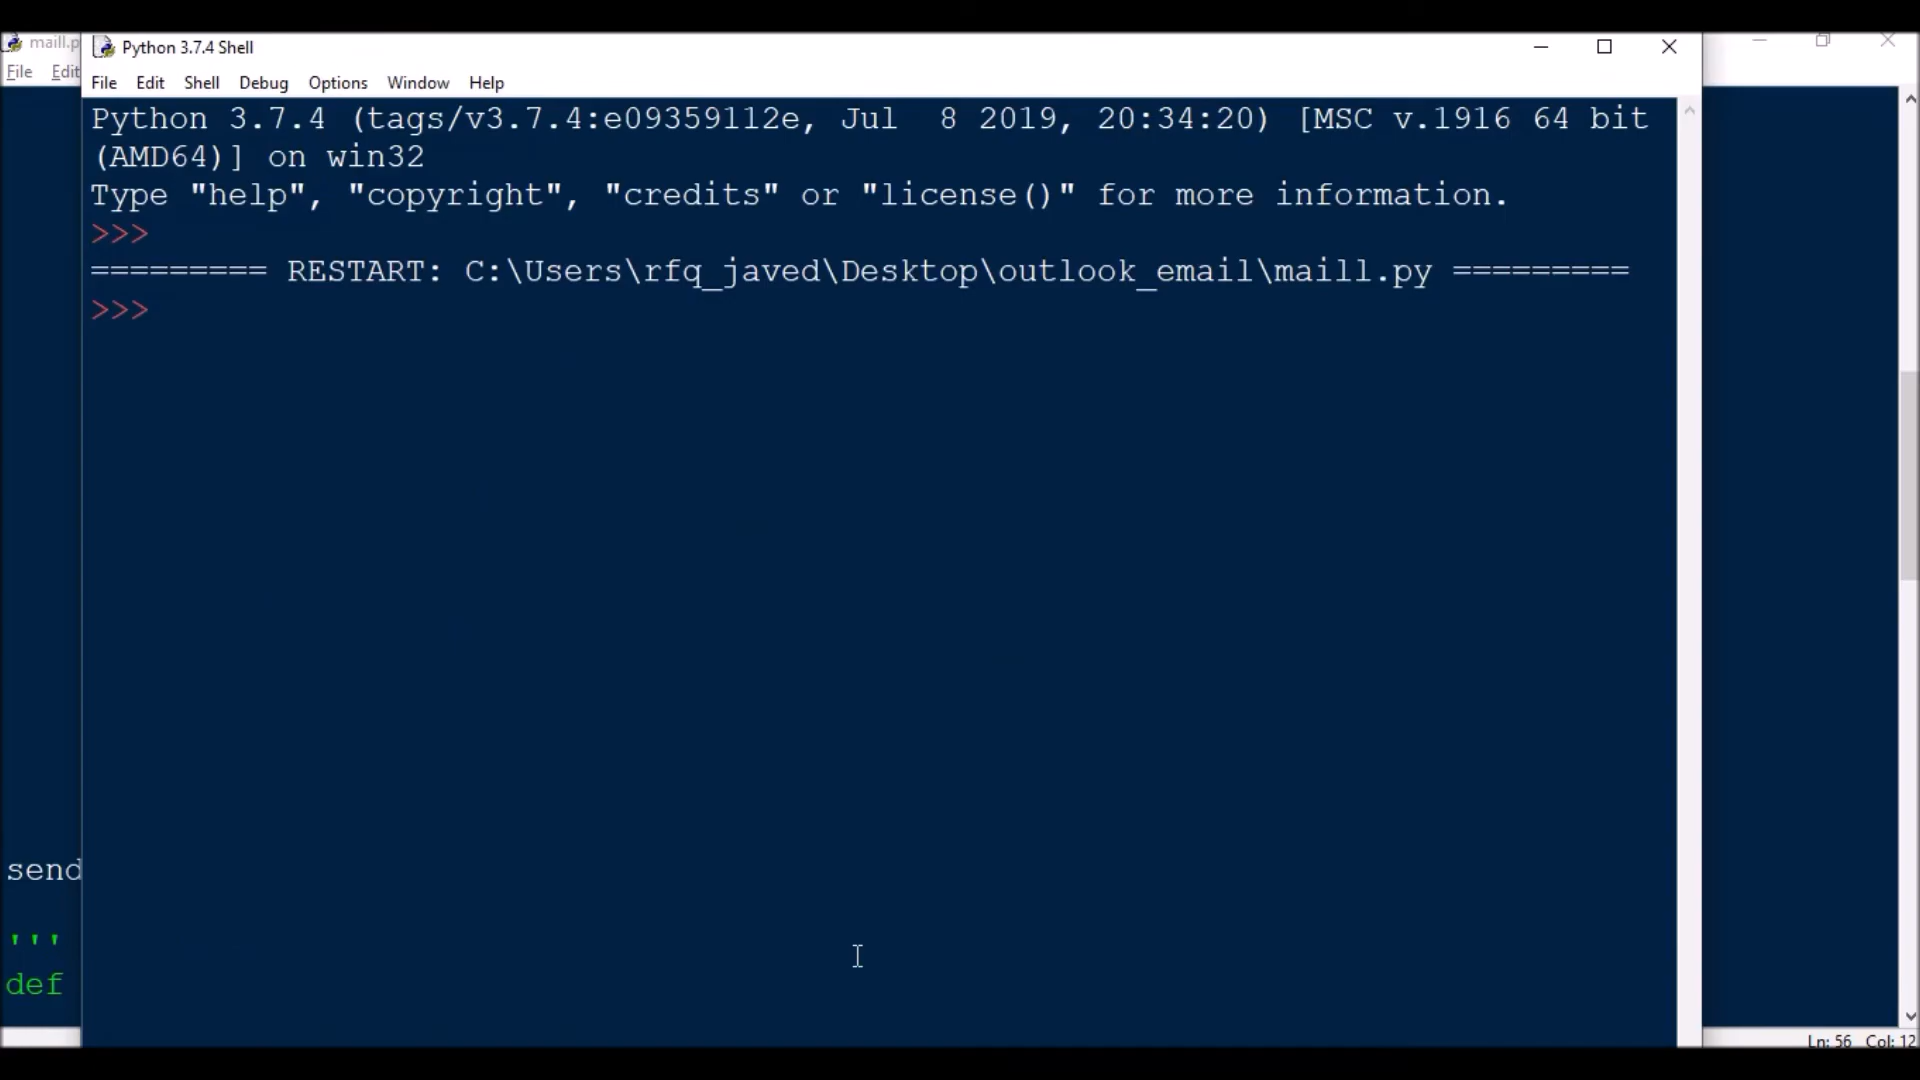 maill.p
File Edit
Python 3.7.4 Shell
File Edit Shell Debug Options Window Help
Python 3.7.4 (tags/v3.7.4:e09359112e, Jul  8 2019, 20:34:20) [MSC v.1916 64 bit
(AMD64)] on win32
Type "help", "copyright", "credits" or "license()" for more information.
>>>
========= RESTART: C:\Users\rfq_javed\Desktop\outlook_email\maill.py =========
>>>
send
'''
def
Ln: 56 Col: 12